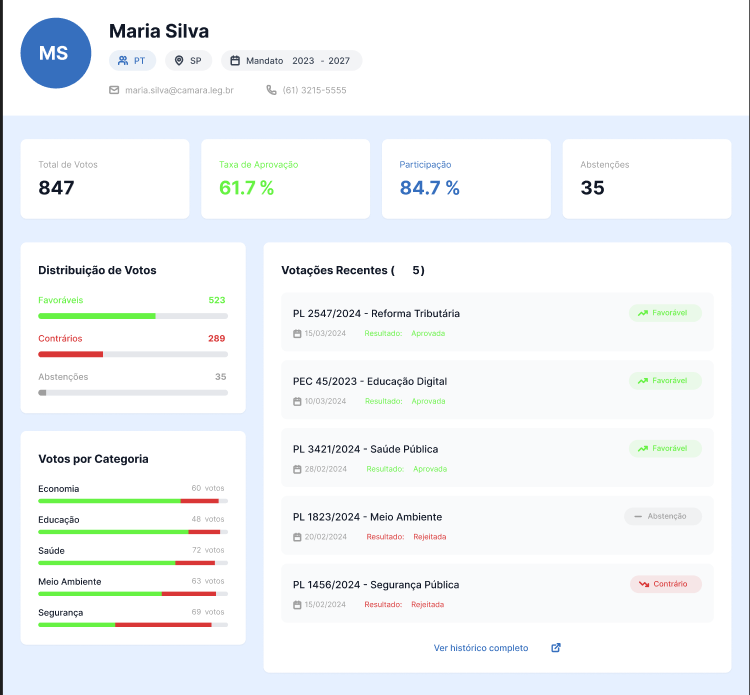 MS
Maria Silva
PT
SP
Mandato 2023 - 2027
maria.silva@camara.leg.br
(61) 3215-5555
Total de Votos
847
Taxa de Aprovação
61.7 %
Participação
84.7 %
Abstenções
35
Distribuição de Votos
Favoráveis 523
Contrários 289
Abstenções 35
Votos por Categoria
Economia 60 votos
Educação 48 votos
Saúde 72 votos
Meio Ambiente 63 votos
Segurança 69 votos
Votações Recentes ( 5)
PL 2547/2024 - Reforma Tributária
Favorável
15/03/2024 Resultado: Aprovada
PEC 45/2023 - Educação Digital
Favorável
10/03/2024 Resultado: Aprovada
PL 3421/2024 - Saúde Pública
Favorável
28/02/2024 Resultado: Aprovada
PL 1823/2024 - Meio Ambiente
Abstenção
20/02/2024 Resultado: Rejeitada
PL 1456/2024 - Segurança Pública
Contrário
15/02/2024 Resultado: Rejeitada
Ver histórico completo